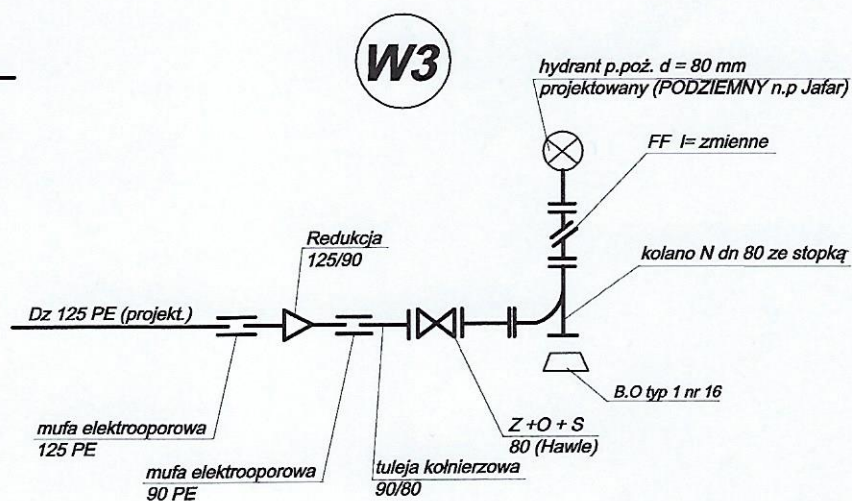 W3
hydrant p.poż. d = 80 mm
projektowany (PODZIEMNY n.p Jafar)
FF l= zmienne
Redukcja
125/90
kolano N dn 80 ze stopką
Dz 125 PE (projekt.)
B.O typ 1 nr 16
mufa elektrooporowa
125 PE
Z +O + S
80 (Hawle)
mufa elektrooporowa
90 PE
tuleja kołnierzowa
90/80